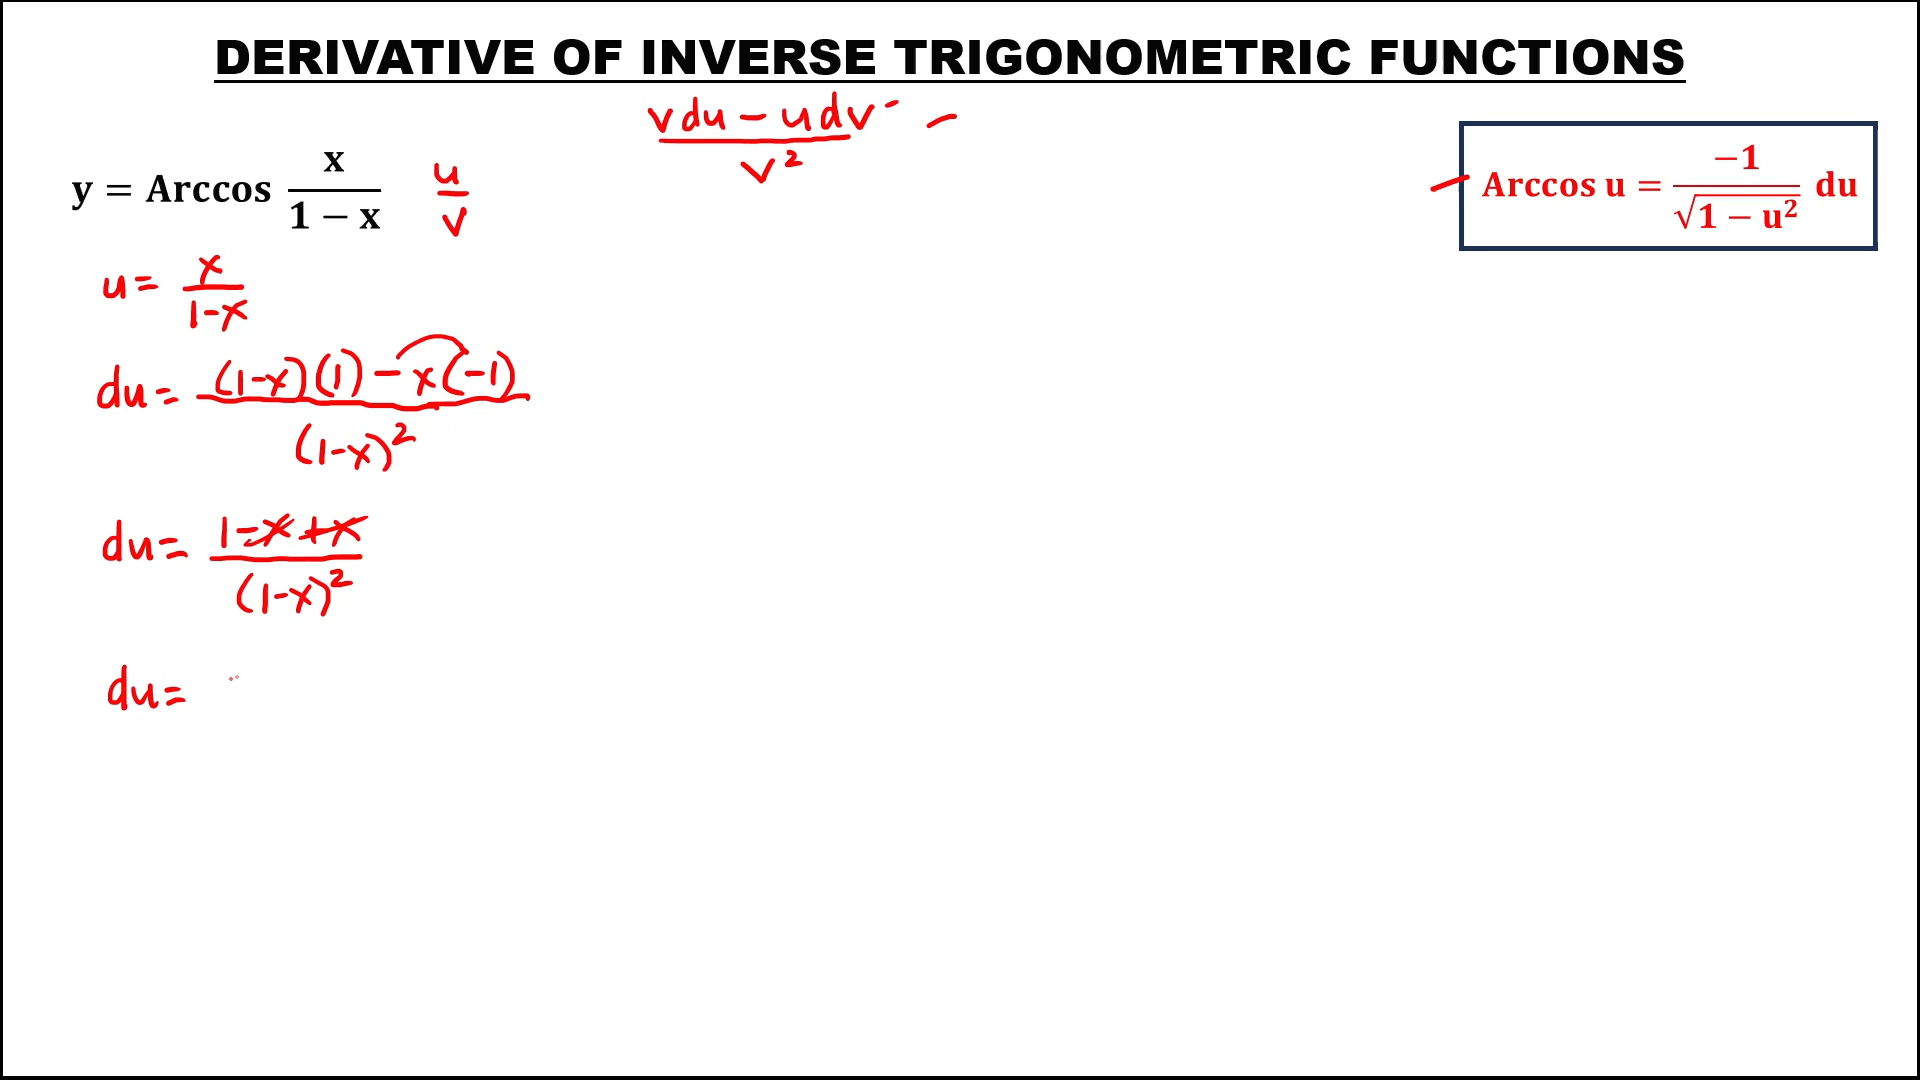 DERIVATIVE OF INVERSE TRIGONOMETRIC FUNCTIONS
vdu - udv
v²
y = Arccos x / 1 − x
u / v
Arccos u = −1 / √1 − u² du
u = x / 1-x
du = (1-x)(1) - x(-1) / (1-x)²
du = 1-x+x / (1-x)²
du =